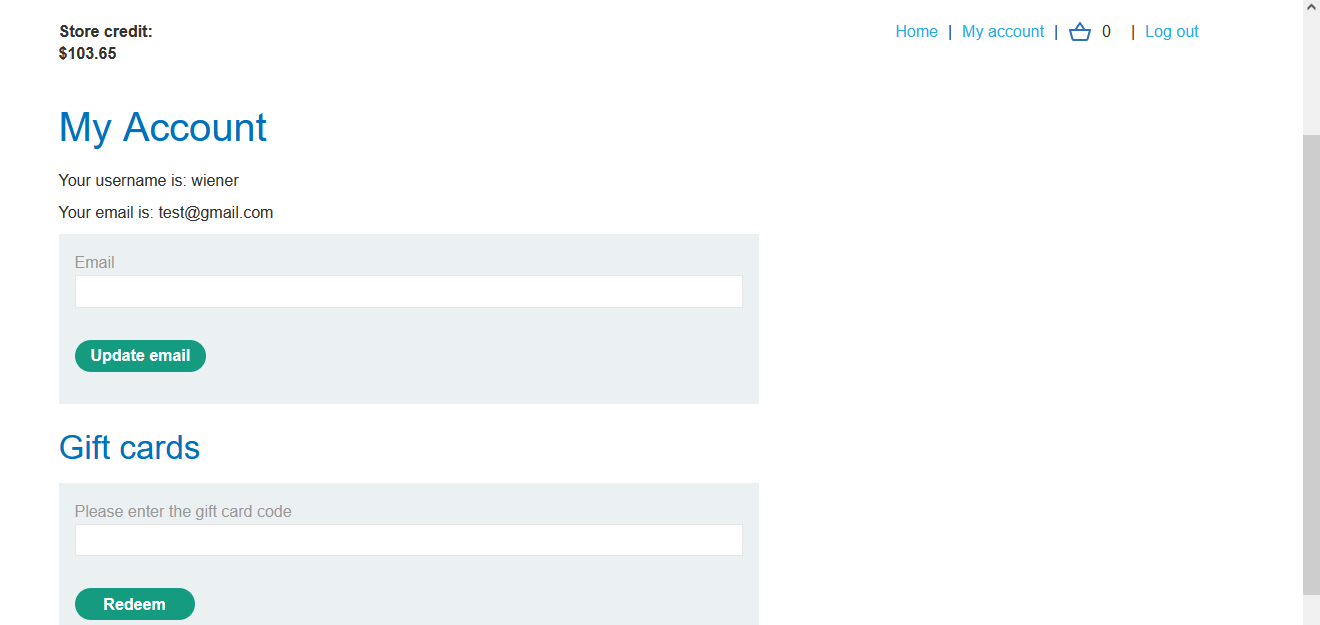 Store credit:
$103.65
Home | My account | 0 | Log out
My Account
Your username is: wiener
Your email is: test@gmail.com
Email
Update email
Gift cards
Please enter the gift card code
Redeem